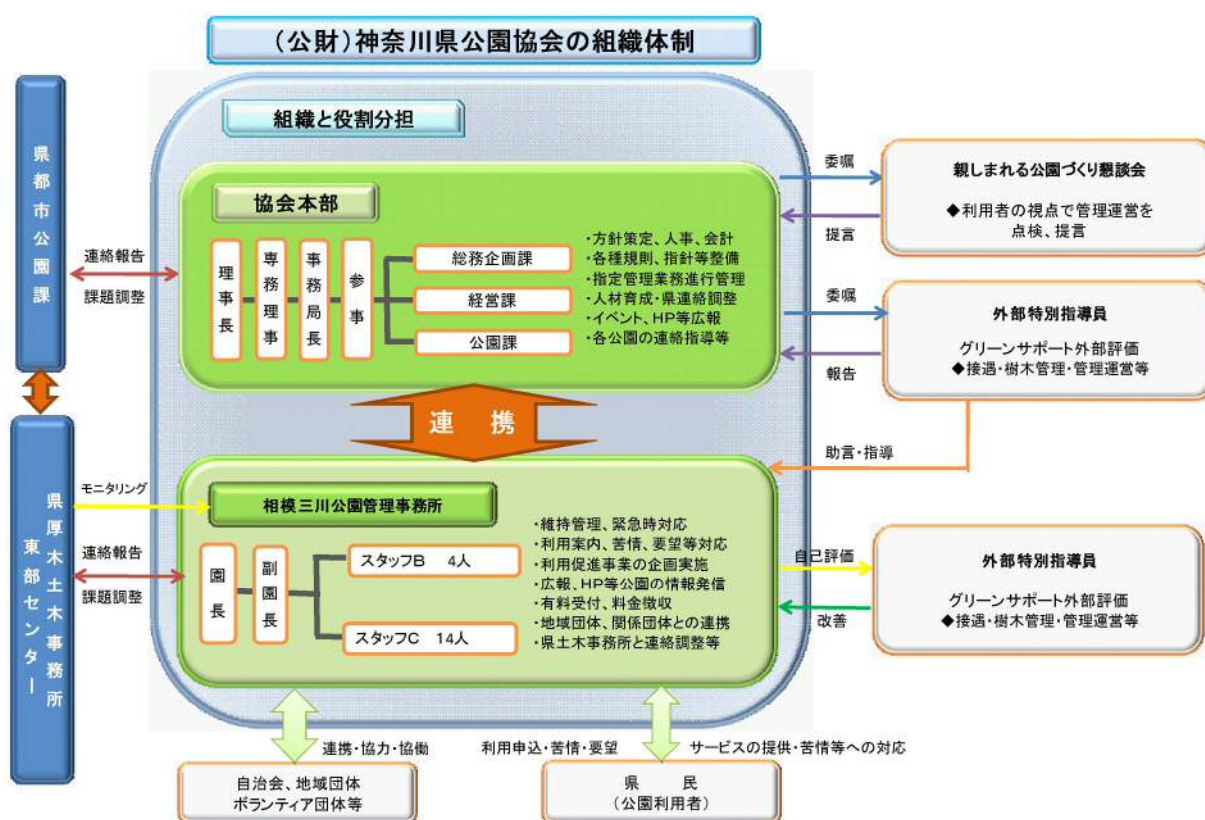 (公財)神奈川県公園協会の組織体制
組織と役割分担
県都市公園課
連絡報告
課題調整
協会本部
理事長
専務理事
事務局長
参事
総務企画課
経営課
公園課
・方針策定、人事、会計
・各種規則、指針等整備
・指定管理業務進行管理
・人材育成・県連絡調整
・イベント、HP等広報
・各公園の連絡指導等
委嘱
提言
親しまれる公園づくり懇談会
◆利用者の視点で管理運営を
点検、提言
委嘱
報告
外部特別指導員
グリーンサポート外部評価
◆接遇・樹木管理・管理運営等
助言・指導
連 携
県厚木土木事務所
東部センター
モニタリング
連絡報告
課題調整
相模三川公園管理事務所
園長
副園長
スタッフB 4人
スタッフC 14人
・維持管理、緊急時対応
・利用案内、苦情、要望等対応
・利用促進事業の企画実施
・広報、HP等公園の情報発信
・有料受付、料金徴収
・地域団体、関係団体との連携
・県土木事務所と連絡調整等
自己評価
改善
外部特別指導員
グリーンサポート外部評価
◆接遇・樹木管理・管理運営等
連携・協力・協働
利用申込・苦情・要望
サービスの提供・苦情等への対応
自治会、地域団体
ボランティア団体等
県 民
(公園利用者)